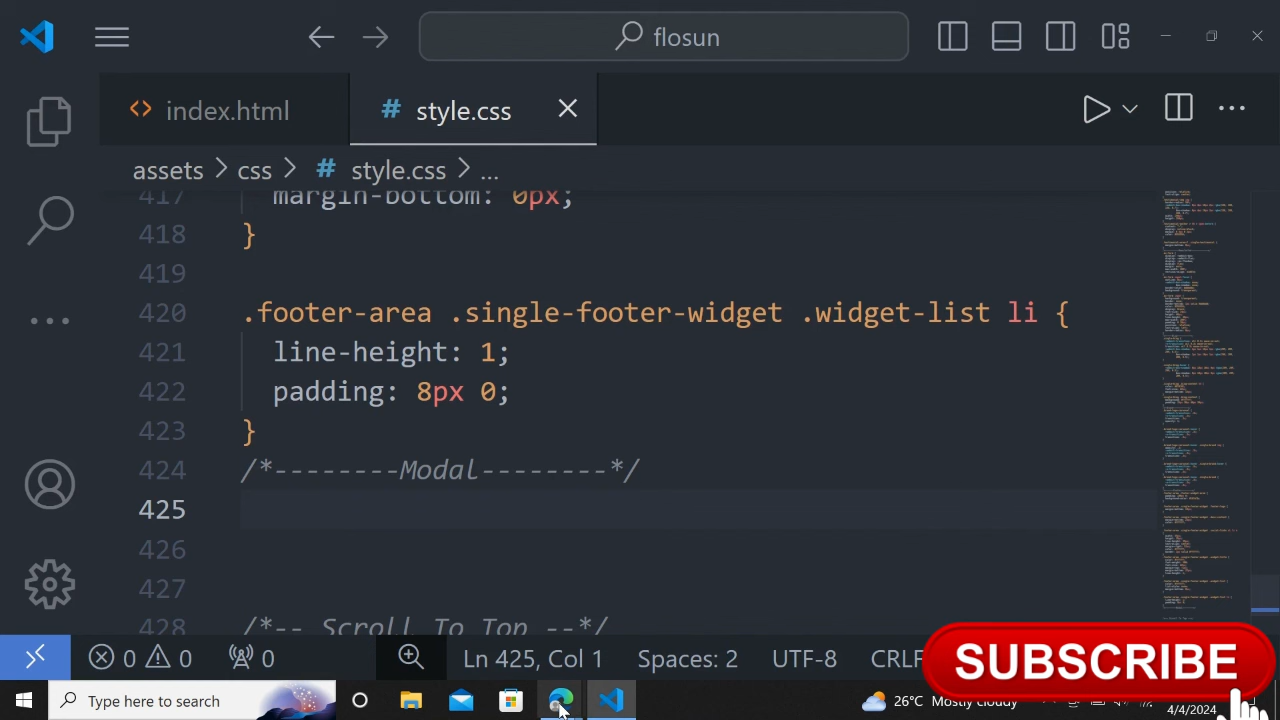 flosun
index.html
style.css
assets > css > # style.css > ...
417 margin-bottom: 0px;
418 }
419
420 .footer-area .single-footer-widget .widget-list li {
421 line-height: 1;
422 padding: 8px 0;
423 }
424 /*--------Modal--------*/
425
426
427
428 /*-- Scroll To Top --*/
0 0 0 Ln 425, Col 1 Spaces: 2 UTF-8 CRLF
SUBSCRIBE
Type here to search
26°C Mostly cloudy
4/4/2024